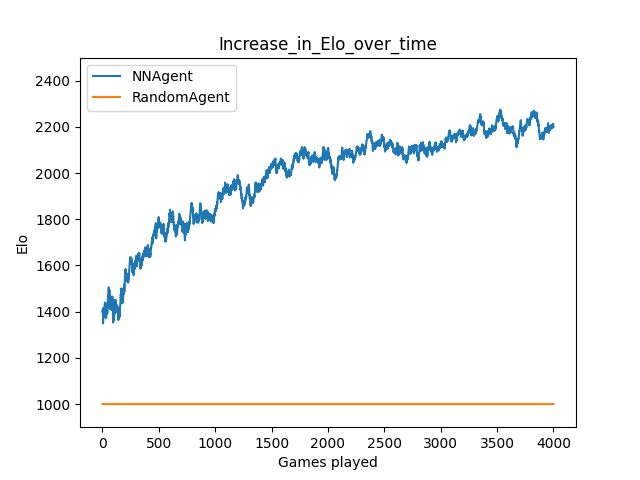 Increase_in_Elo_over_time
NNAgent
RandomAgent
2400
2200
2000
1800
1600
1400
1200
1000
Elo
0 500 1000 1500 2000 2500 3000 3500 4000
Games played